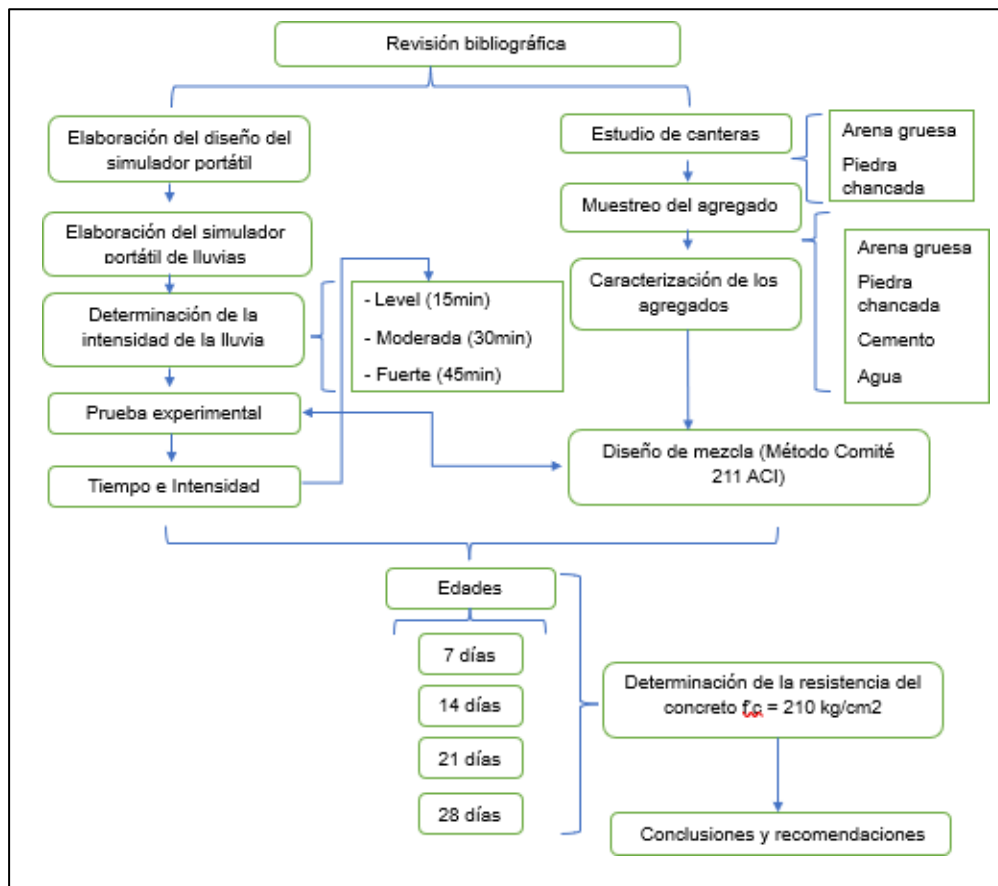 Revisión bibliográfica
Elaboración del diseño del
simulador portátil
Elaboración del simulador
portátil de lluvias
Determinación de la
intensidad de la lluvia
Prueba experimental
Tiempo e Intensidad
- Level (15min)
- Moderada (30min)
- Fuerte (45min)
Estudio de canteras
Muestreo del agregado
Caracterización de los
agregados
Arena gruesa
Piedra
chancada
Arena gruesa
Piedra
chancada
Cemento
Agua
Diseño de mezcla (Método Comité
211 ACI)
Edades
7 días
14 días
21 días
28 días
Determinación de la resistencia del
concreto f'c = 210 kg/cm2
Conclusiones y recomendaciones